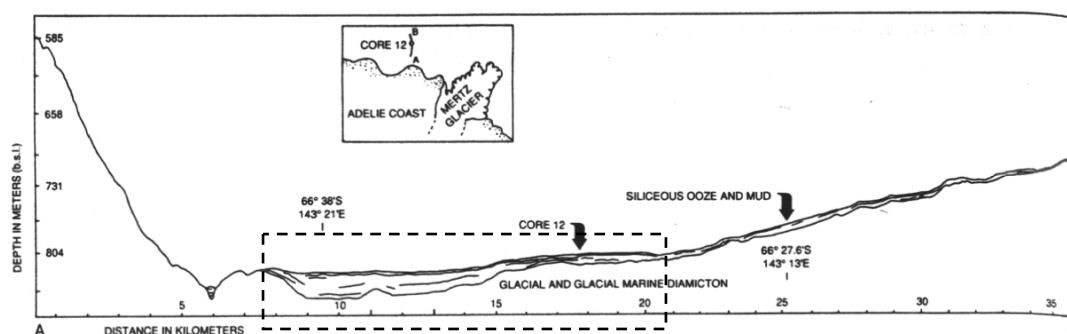 585
658
731
804
DEPTH IN METERS (b.s.l.)
B
CORE 12
A
ADELIE COAST
MERTZ
GLACIER
66° 38'S
143° 21'E
CORE 12
SILICEOUS OOZE AND MUD
66° 27.6'S
143° 13'E
GLACIAL AND GLACIAL MARINE DIAMICTON
5
10
15
20
25
30
35
A
DISTANCE IN KILOMETERS